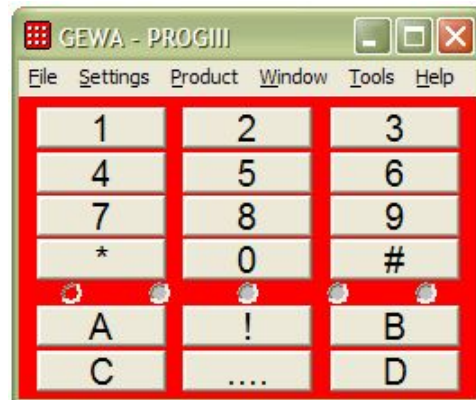 GEWA - PROGIII
File Settings Product Window Tools Help
1 2 3
4 5 6
7 8 9
* 0 #
A ! B
C .... D